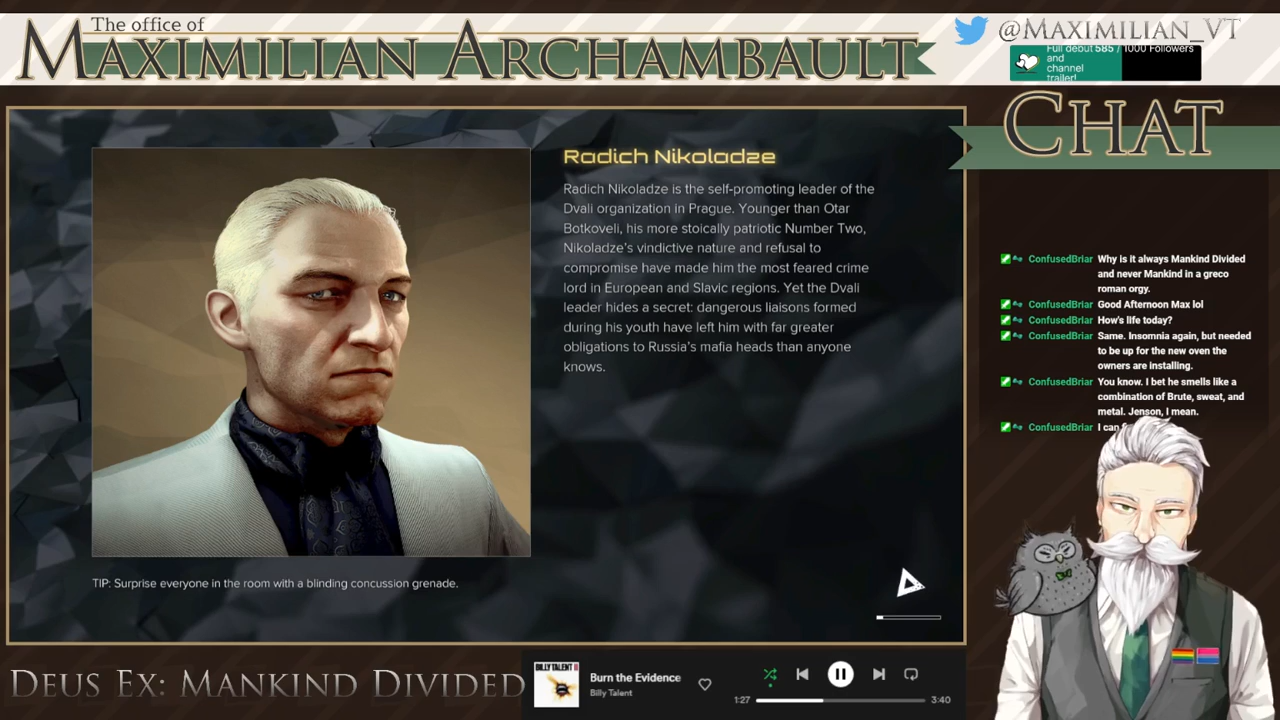 The office of
MAXIMILIAN ARCHAMBAULT
@MAXIMILIAN_VT
Full debut
and
channel
trailer!
585 / 1000 Followers
CHAT
Radich Nikoladze
Radich Nikoladze is the self-promoting leader of the
Dvali organization in Prague. Younger than Otar
Botkoveli, his more stoically patriotic Number Two,
Nikoladze's vindictive nature and refusal to
compromise have made him the most feared crime
lord in European and Slavic regions. Yet the Dvali
leader hides a secret: dangerous liaisons formed
during his youth have left him with far greater
obligations to Russia's mafia heads than anyone
knows.
TIP: Surprise everyone in the room with a blinding concussion grenade.
ConfusedBriar Why is it always Mankind Divided
and never Mankind in a greco
roman orgy.
ConfusedBriar Good Afternoon Max lol
ConfusedBriar How's life today?
ConfusedBriar Same. Insomnia again, but needed
to be up for the new oven the
owners are installing.
ConfusedBriar You know. I bet he smells like a
combination of Brute, sweat, and
metal. Jenson, I mean.
ConfusedBriar I can
DEUS EX: MANKIND DIVIDED
BILLY TALENT II
Burn the Evidence
Billy Talent
1:27
3:40